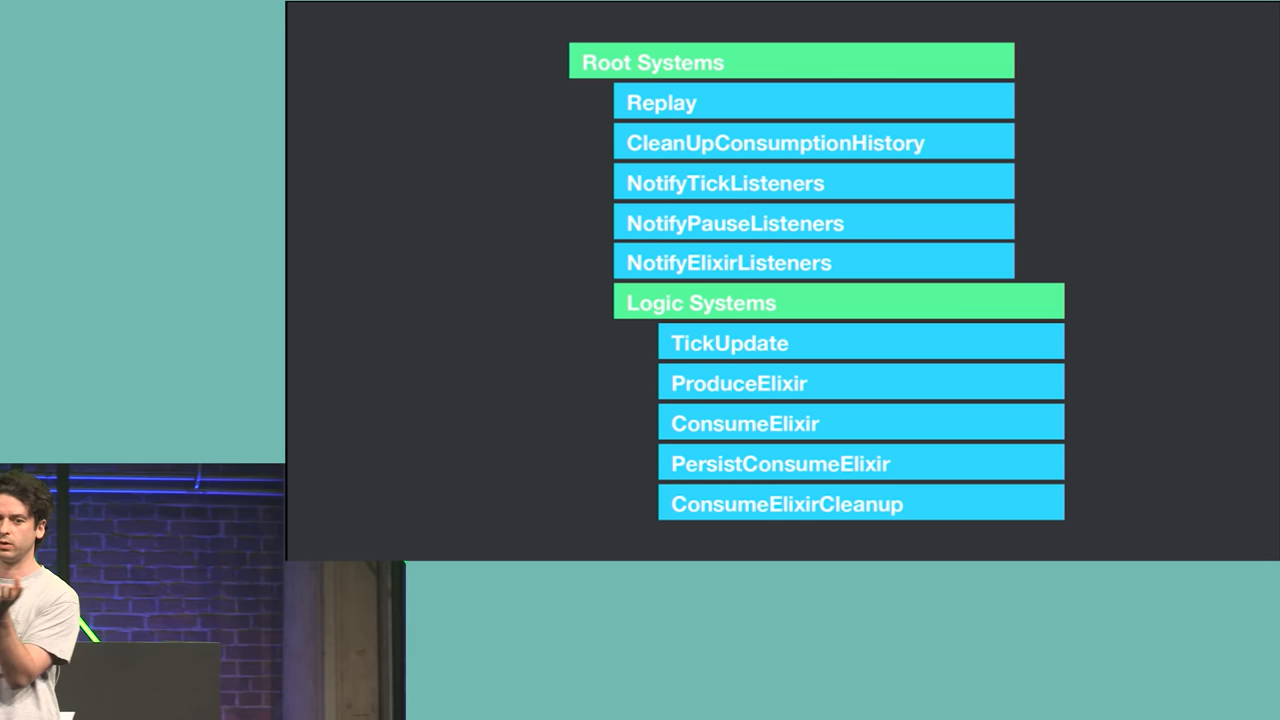 Root Systems
Replay
CleanUpConsumptionHistory
NotifyTickListeners
NotifyPauseListeners
NotifyElixirListeners
Logic Systems
TickUpdate
ProduceElixir
ConsumeElixir
PersistConsumeElixir
ConsumeElixirCleanup